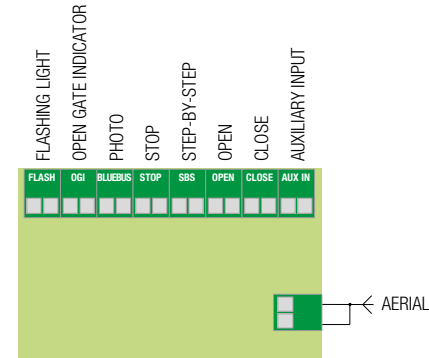 FLASHING LIGHT
OPEN GATE INDICATOR
PHOTO
STOP
STEP-BY-STEP
OPEN
CLOSE
AUXILIARY INPUT
FLASH OGI BLUEBUS STOP SBS OPEN CLOSE AUX IN
AERIAL